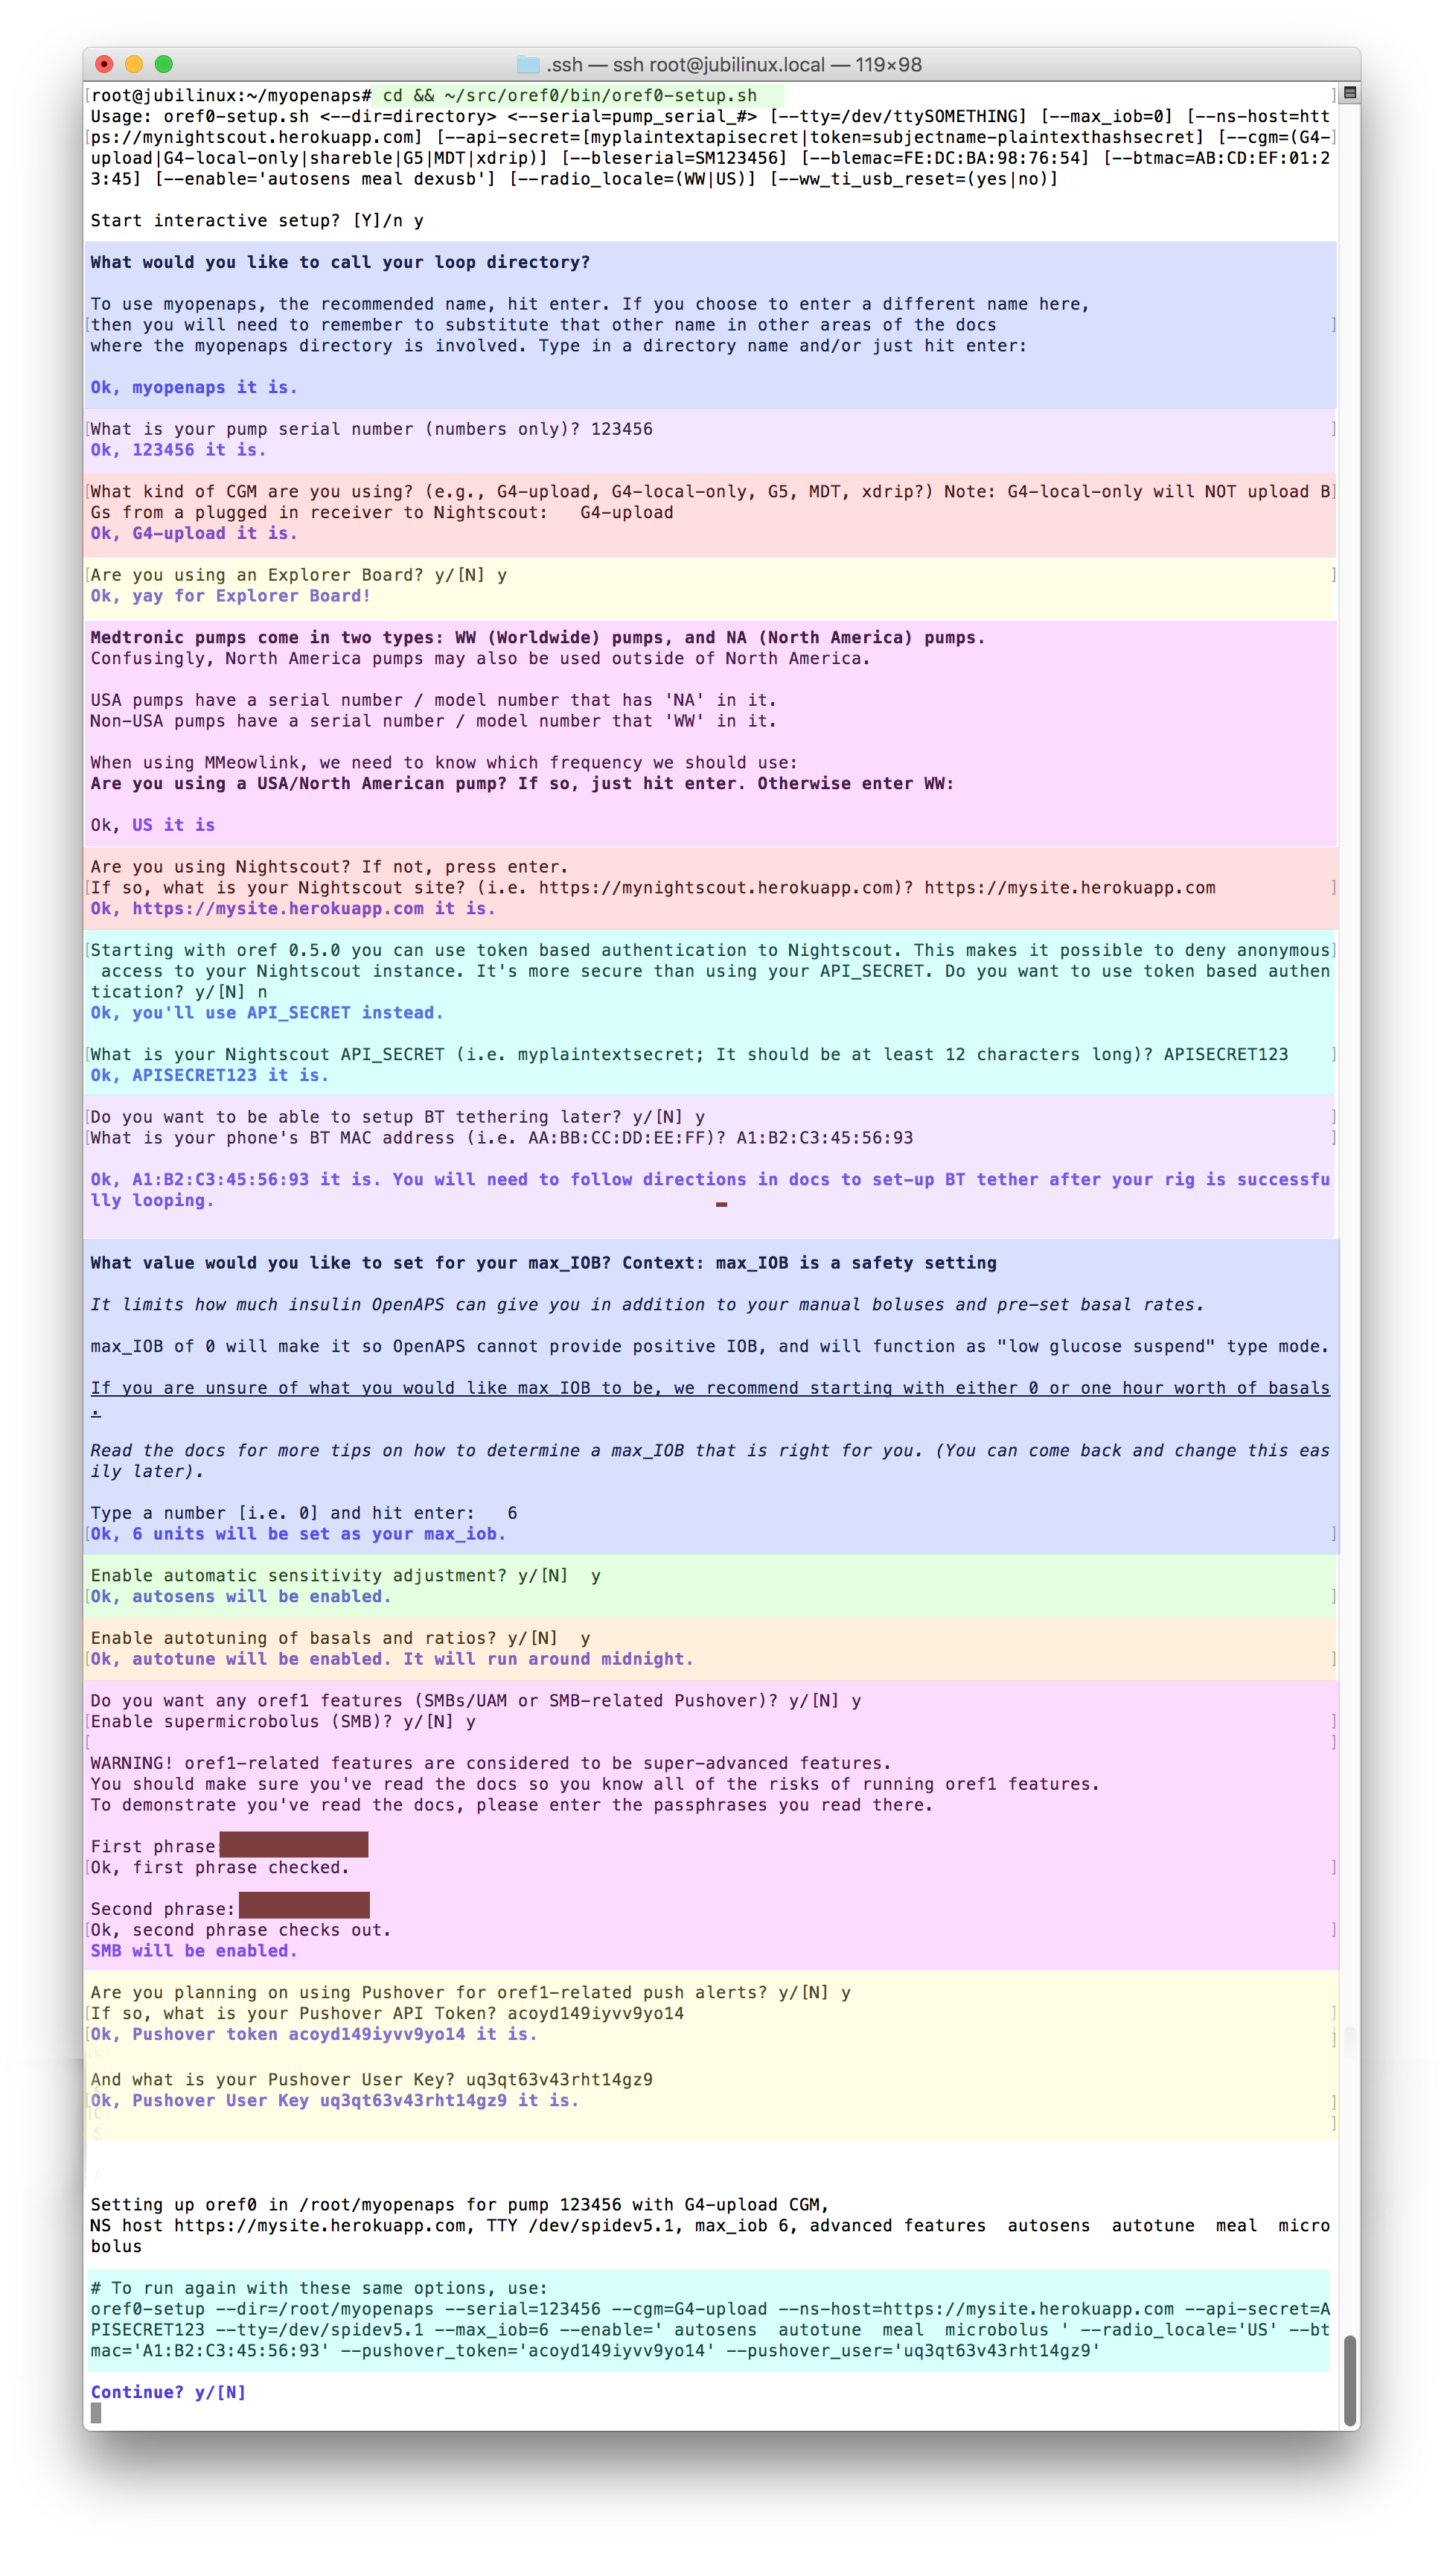 .ssh — ssh root@jubilinux.local — 119×98
[root@jubilinux:~/myopenaps# cd && ~/src/oref0/bin/oref0-setup.sh ]
Usage: oref0-setup.sh <--dir=directory> <--serial=pump_serial_#> [--tty=/dev/ttySOMETHING] [--max_iob=0] [--ns-host=htt
[ps://mynightscout.herokuapp.com] [--api-secret=[myplaintextapisecret|token=subjectname-plaintexthashsecret] [--cgm=(G4-]
upload|G4-local-only|shareble|G5|MDT|xdrip)] [--bleserial=SM123456] [--blemac=FE:DC:BA:98:76:54] [--btmac=AB:CD:EF:01:2
3:45] [--enable='autosens meal dexusb'] [--radio_locale=(WW|US)] [--ww_ti_usb_reset=(yes|no)]
Start interactive setup? [Y]/n y
What would you like to call your loop directory?
To use myopenaps, the recommended name, hit enter. If you choose to enter a different name here,
[then you will need to remember to substitute that other name in other areas of the docs ]
where the myopenaps directory is involved. Type in a directory name and/or just hit enter:
Ok, myopenaps it is.
[What is your pump serial number (numbers only)? 123456 ]
Ok, 123456 it is.
[What kind of CGM are you using? (e.g., G4-upload, G4-local-only, G5, MDT, xdrip?) Note: G4-local-only will NOT upload B]
Gs from a plugged in receiver to Nightscout:   G4-upload
Ok, G4-upload it is.
[Are you using an Explorer Board? y/[N] y ]
Ok, yay for Explorer Board!
Medtronic pumps come in two types: WW (Worldwide) pumps, and NA (North America) pumps.
Confusingly, North America pumps may also be used outside of North America.
USA pumps have a serial number / model number that has 'NA' in it.
Non-USA pumps have a serial number / model number that 'WW' in it.
When using MMeowlink, we need to know which frequency we should use:
Are you using a USA/North American pump? If so, just hit enter. Otherwise enter WW:
Ok, US it is
Are you using Nightscout? If not, press enter.
[If so, what is your Nightscout site? (i.e. https://mynightscout.herokuapp.com)? https://mysite.herokuapp.com ]
Ok, https://mysite.herokuapp.com it is.
[Starting with oref 0.5.0 you can use token based authentication to Nightscout. This makes it possible to deny anonymous]
access to your Nightscout instance. It's more secure than using your API_SECRET. Do you want to use token based authen
tication? y/[N] n
Ok, you'll use API_SECRET instead.
[What is your Nightscout API_SECRET (i.e. myplaintextsecret; It should be at least 12 characters long)? APISECRET123 ]
Ok, APISECRET123 it is.
[Do you want to be able to setup BT tethering later? y/[N] y ]
[What is your phone's BT MAC address (i.e. AA:BB:CC:DD:EE:FF)? A1:B2:C3:45:56:93 ]
Ok, A1:B2:C3:45:56:93 it is. You will need to follow directions in docs to set-up BT tether after your rig is successfu
lly looping.
What value would you like to set for your max_IOB? Context: max_IOB is a safety setting
It limits how much insulin OpenAPS can give you in addition to your manual boluses and pre-set basal rates.
max_IOB of 0 will make it so OpenAPS cannot provide positive IOB, and will function as "low glucose suspend" type mode.
If you are unsure of what you would like max_IOB to be, we recommend starting with either 0 or one hour worth of basals
.
Read the docs for more tips on how to determine a max_IOB that is right for you. (You can come back and change this eas
ily later).
Type a number [i.e. 0] and hit enter:   6
[Ok, 6 units will be set as your max_iob. ]
Enable automatic sensitivity adjustment? y/[N]  y
[Ok, autosens will be enabled. ]
Enable autotuning of basals and ratios? y/[N]  y
[Ok, autotune will be enabled. It will run around midnight. ]
Do you want any oref1 features (SMBs/UAM or SMB-related Pushover)? y/[N] y
[Enable supermicrobolus (SMB)? y/[N] y ]
[ ]
WARNING! oref1-related features are considered to be super-advanced features.
You should make sure you've read the docs so you know all of the risks of running oref1 features.
To demonstrate you've read the docs, please enter the passphrases you read there.
First phrase
[Ok, first phrase checked. ]
Second phrase:
[Ok, second phrase checks out. ]
SMB will be enabled.
Are you planning on using Pushover for oref1-related push alerts? y/[N] y
[If so, what is your Pushover API Token? acoyd149iyvv9yo14 ]
[Ok, Pushover token acoyd149iyvv9yo14 it is. ]
And what is your Pushover User Key? uq3qt63v43rht14gz9
[Ok, Pushover User Key uq3qt63v43rht14gz9 it is. ]
]
Setting up oref0 in /root/myopenaps for pump 123456 with G4-upload CGM,
NS host https://mysite.herokuapp.com, TTY /dev/spidev5.1, max_iob 6, advanced features  autosens  autotune  meal  micro
bolus
# To run again with these same options, use:
oref0-setup --dir=/root/myopenaps --serial=123456 --cgm=G4-upload --ns-host=https://mysite.herokuapp.com --api-secret=A
PISECRET123 --tty=/dev/spidev5.1 --max_iob=6 --enable=' autosens  autotune  meal  microbolus ' --radio_locale='US' --bt
mac='A1:B2:C3:45:56:93' --pushover_token='acoyd149iyvv9yo14' --pushover_user='uq3qt63v43rht14gz9'
Continue? y/[N]